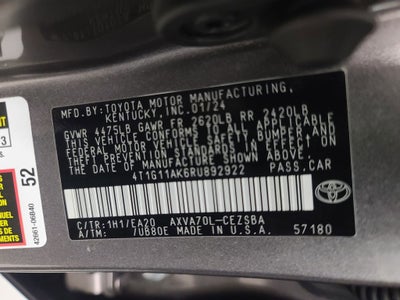 MFD.BY:TOYOTA MOTOR MANUFACTURING,
KENTUCKY,INC 01/24
GVWR 4475LB GAWR FR 2620LB RR 2420LB
THIS VEHICLE CONFORMS TO ALL APPLICABLE
FEDERAL MOTOR VEHICLE SAFETY, BUMPER, AND
THEFT PREVENTION STANDARDS IN EFFECT ON
THE DATE OF MANUFACTURE SHOWN ABOVE.
4T1G11AK6RU892922 PASS.CAR
TOYOTA
C/TR:1H1/EA20 AXVA70L-CEZSBA
/U880E MADE IN U.S.A. 57180
52
42661-06B40